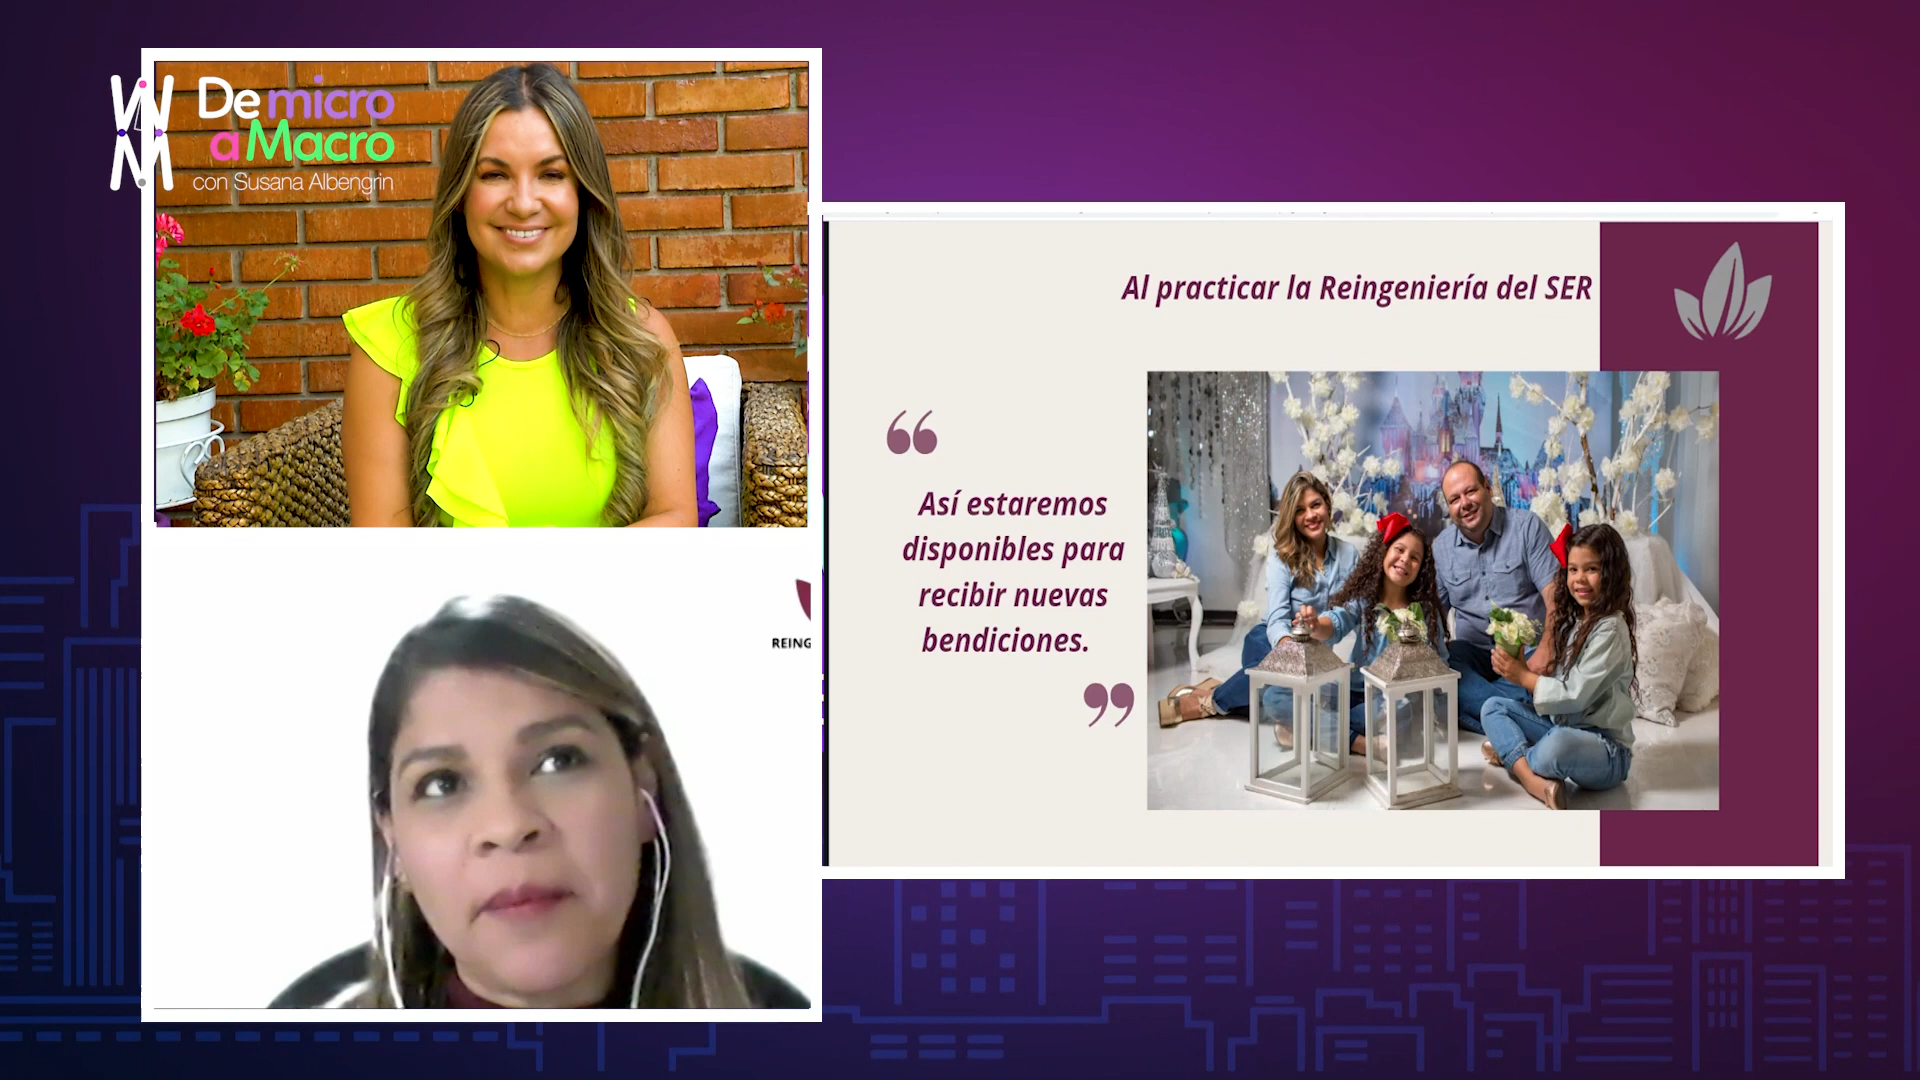 De micro
a Macro
con Susana Albengrin
REING
Al practicar la Reingeniería del SER
“
Así estaremos
disponibles para
recibir nuevas
bendiciones.
”